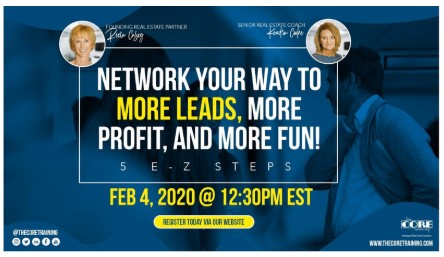 FOUNDING REAL ESTATE PARTNER
SENIOR REAL ESTATE COACH
NETWORK YOUR WAY TO
MORE LEADS, MORE
PROFIT, AND MORE FUN!
5 E-Z STEPS
FEB 4, 2020 @ 12:30PM EST
REGISTER TODAY VIA OUR WEBSITE
@THECORETRAINING
THE CORE
WWW.THECORETRAINING.COM